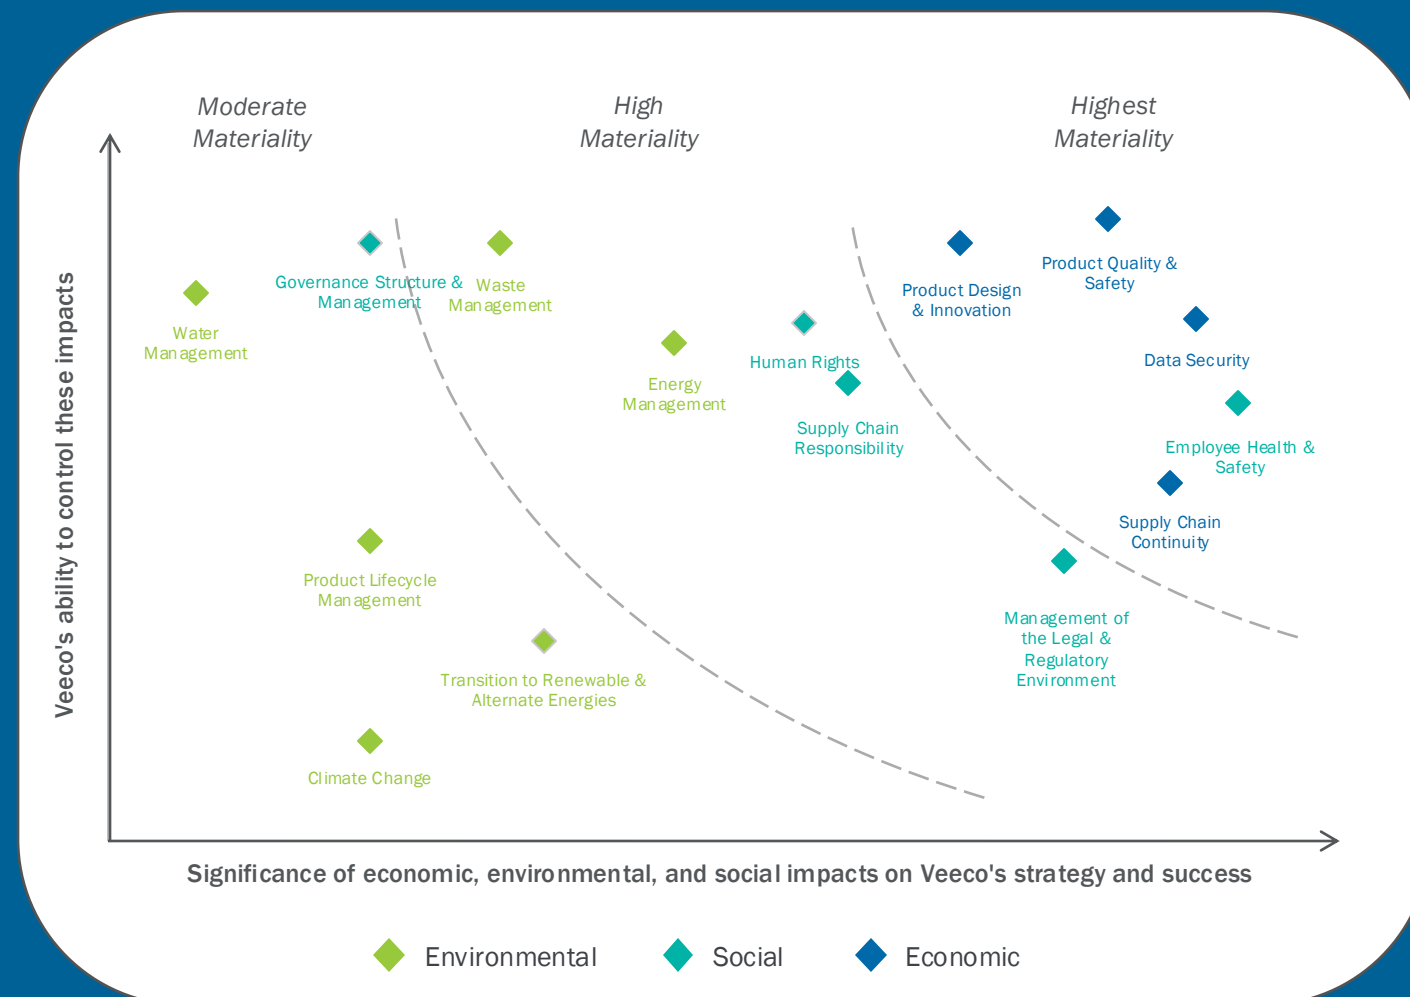 Moderate
Materiality
High
Materiality
Highest
Materiality
Veeco's ability to control these impacts
Water
Management
Governance Structure &
Management
Waste
Management
Energy
Management
Human Rights
Supply Chain
Responsibility
Product Design
& Innovation
Product Quality &
Safety
Data Security
Employee Health &
Safety
Supply Chain
Continuity
Management of
the Legal &
Regulatory
Environment
Product Lifecycle
Management
Transition to Renewable &
Alternate Energies
Climate Change
Significance of economic, environmental, and social impacts on Veeco's strategy and success
Environmental
Social
Economic